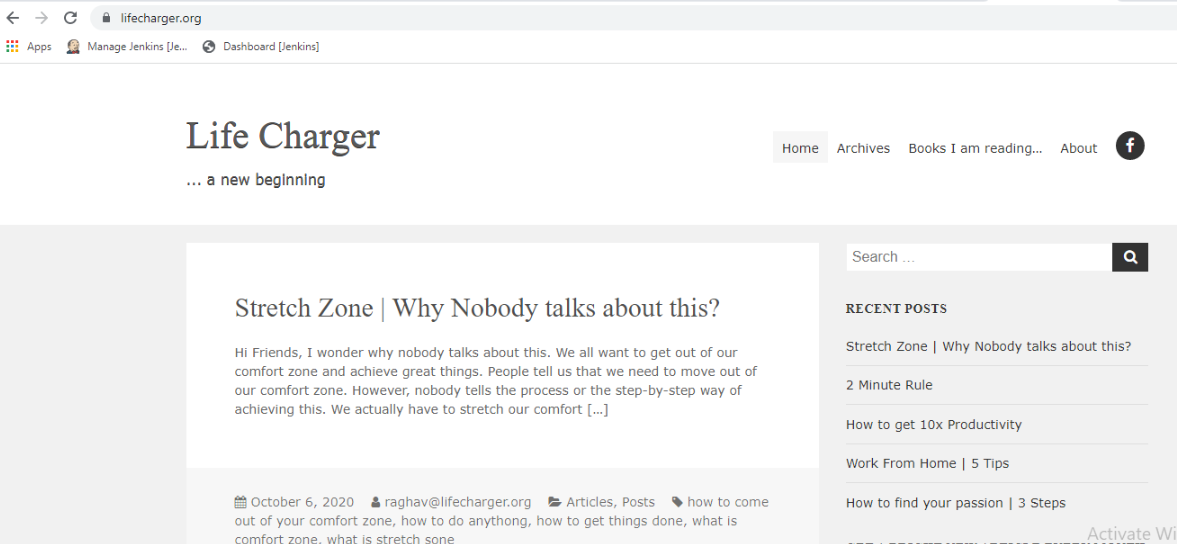 lifecharger.org
Apps Manage Jenkins [Je... Dashboard [Jenkins]
Life Charger
... a new beginning
Home Archives Books I am reading... About
Stretch Zone | Why Nobody talks about this?
Hi Friends, I wonder why nobody talks about this. We all want to get out of our
comfort zone and achieve great things. People tell us that we need to move out of
our comfort zone. However, nobody tells the process or the step-by-step way of
achieving this. We actually have to stretch our comfort […]
October 6, 2020 raghav@lifecharger.org Articles, Posts how to come
out of your comfort zone, how to do anythong, how to get things done, what is
comfort zone, what is stretch sone
Search …
RECENT POSTS
Stretch Zone | Why Nobody talks about this?
2 Minute Rule
How to get 10x Productivity
Work From Home | 5 Tips
How to find your passion | 3 Steps
Activate Wi